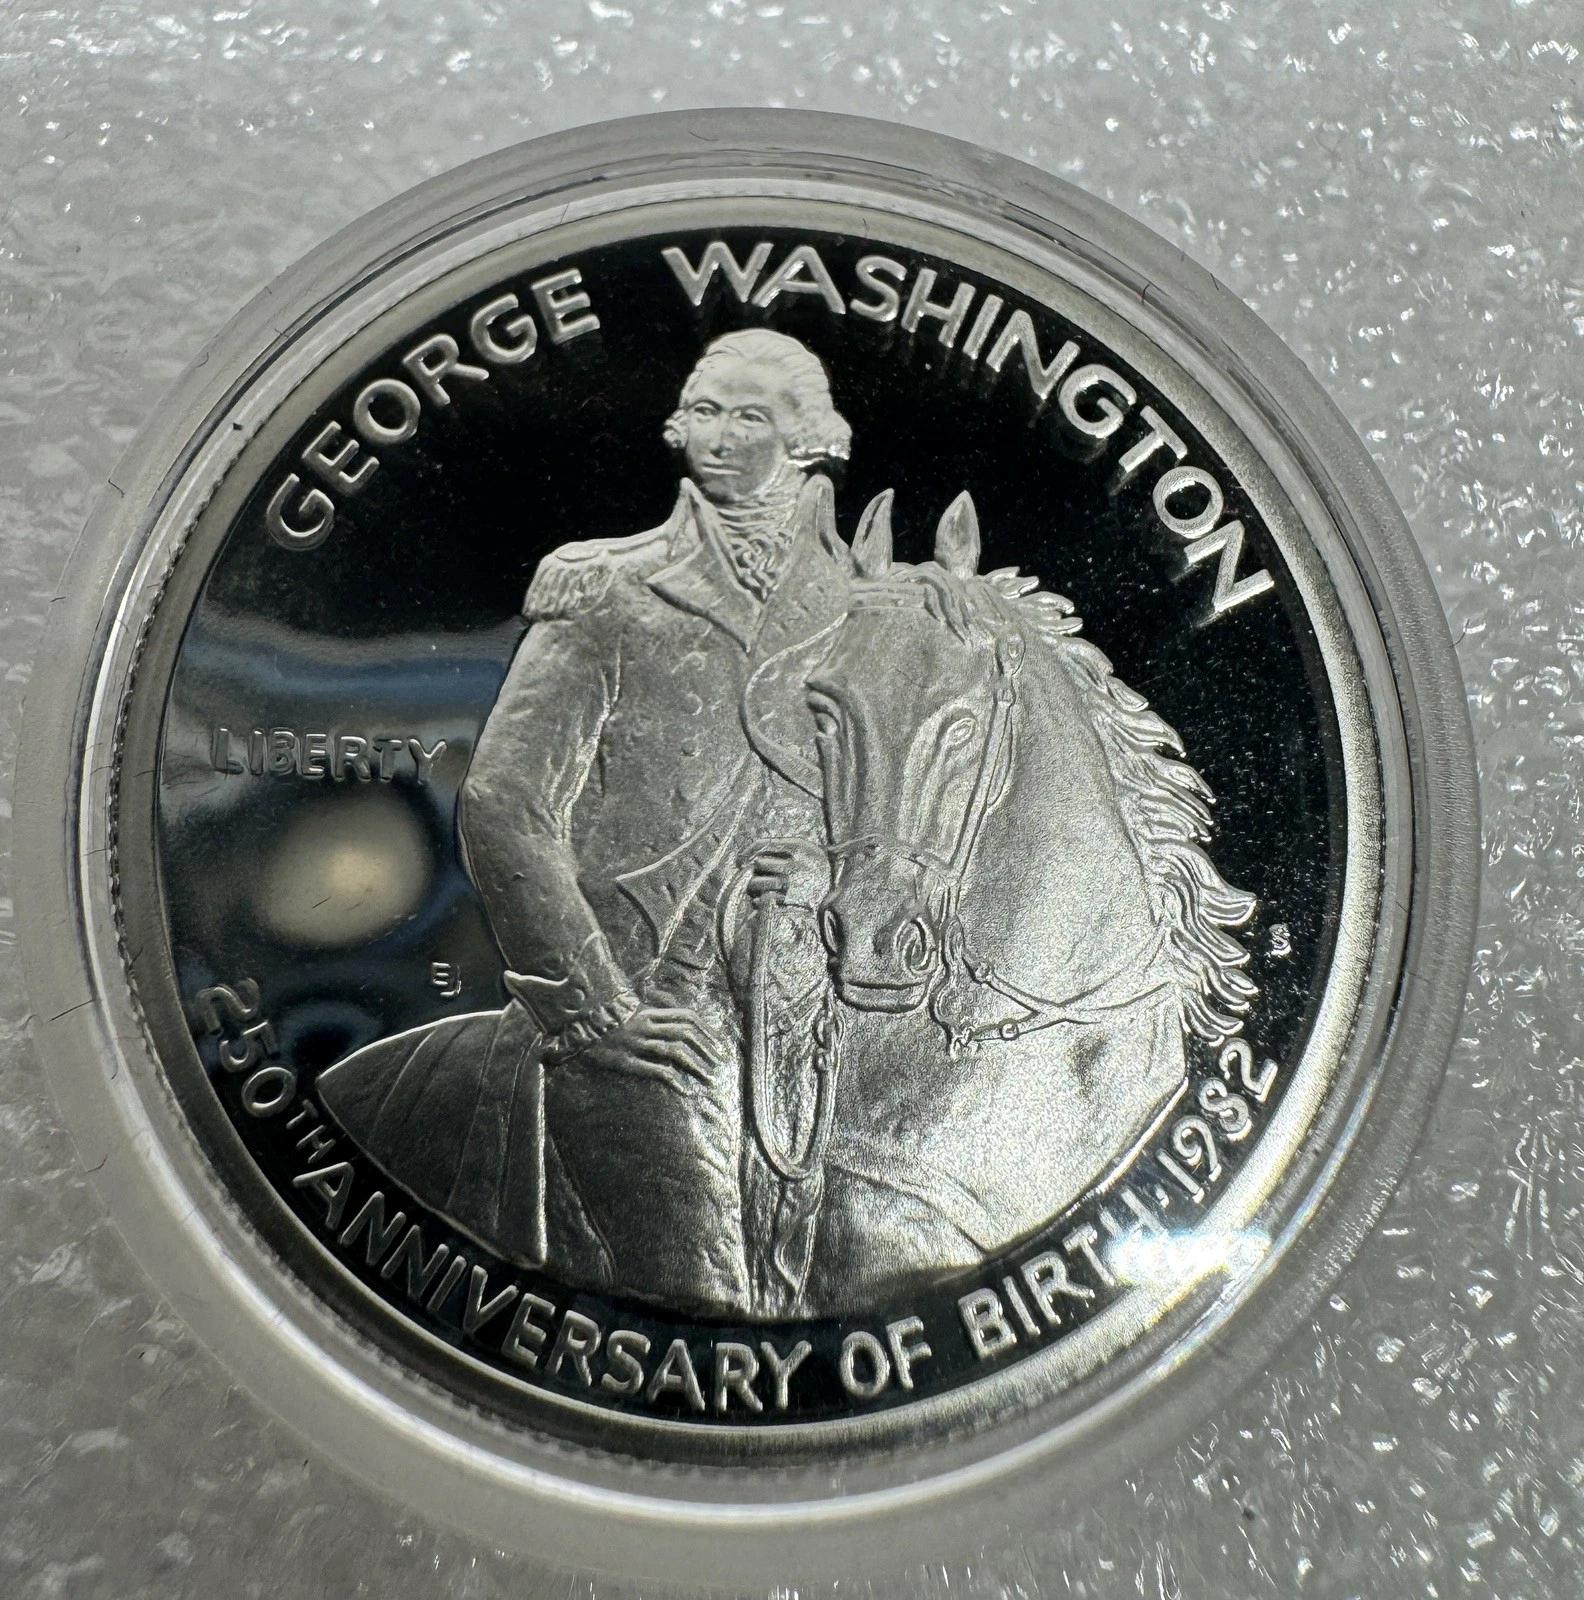 GEORGE WASHINGTON
LIBERTY
EJ
S
250TH ANNIVERSARY OF BIRTH·1982